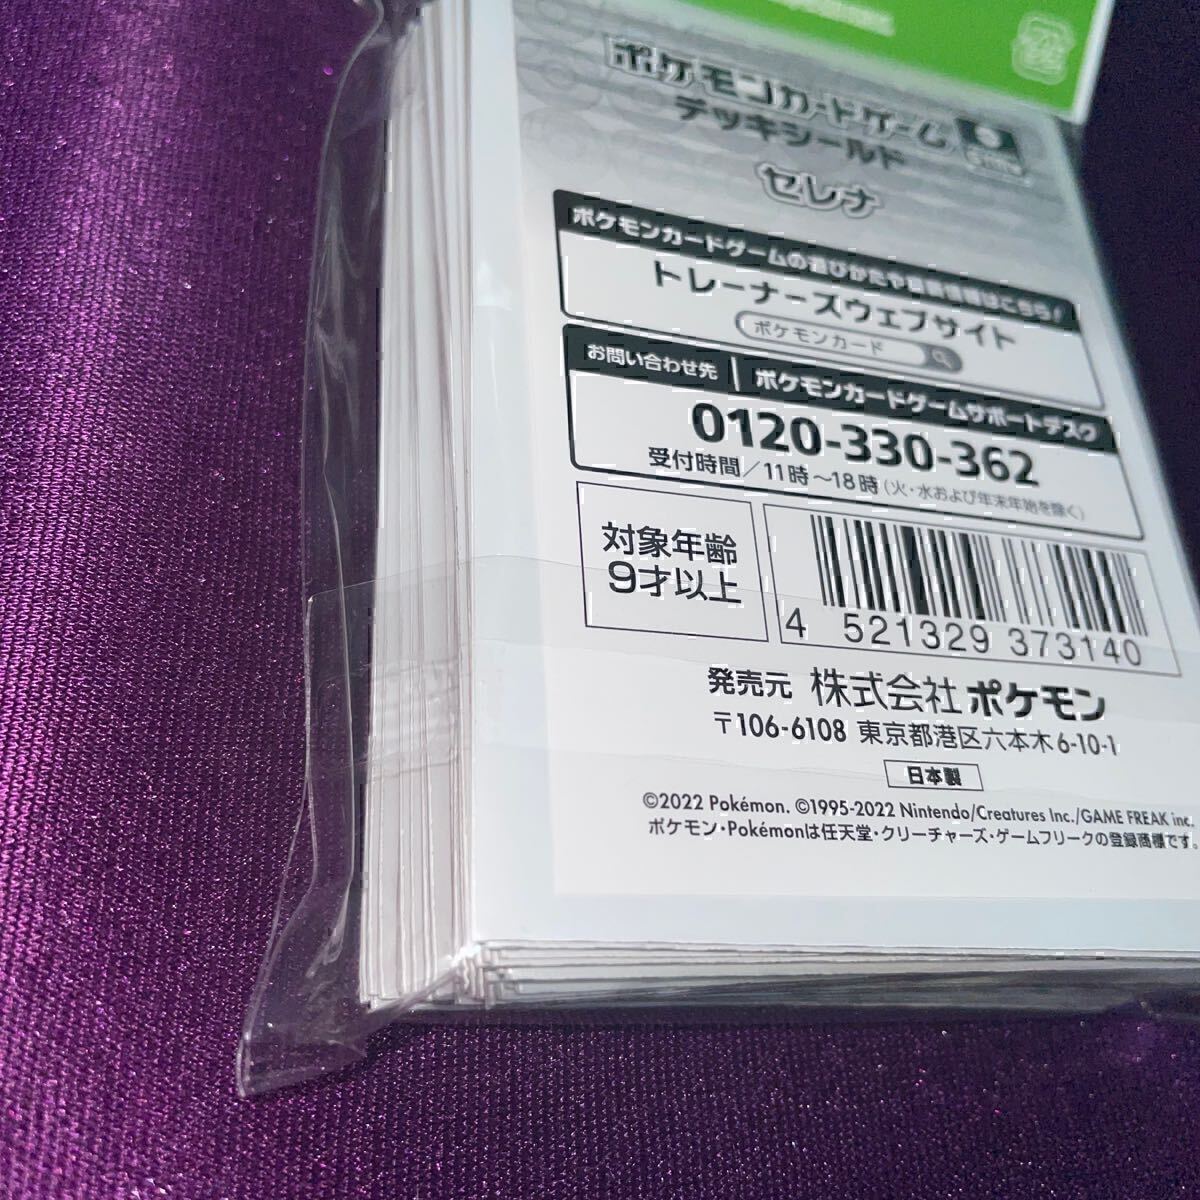 ポケモンカードゲーム
デッキシールド
セレナ
ポケモンカードゲームの遊びかたや最新情報はこちら!
トレーナーズウェブサイト
ポケモンカード
お問い合わせ先 | ポケモンカードゲームサポートデスク
0120-330-362
受付時間/11時~18時(火・水および年末年始を除く)
対象年齢
9才以上
4 521329 373140
発売元 株式会社ポケモン
〒106-6108 東京都港区六本木6-10-1
日本製
©2022 Pokémon. ©1995-2022 Nintendo/Creatures Inc./GAME FREAK inc.
ポケモン・Pokémonは任天堂・クリーチャーズ・ゲームフリークの登録商標です。